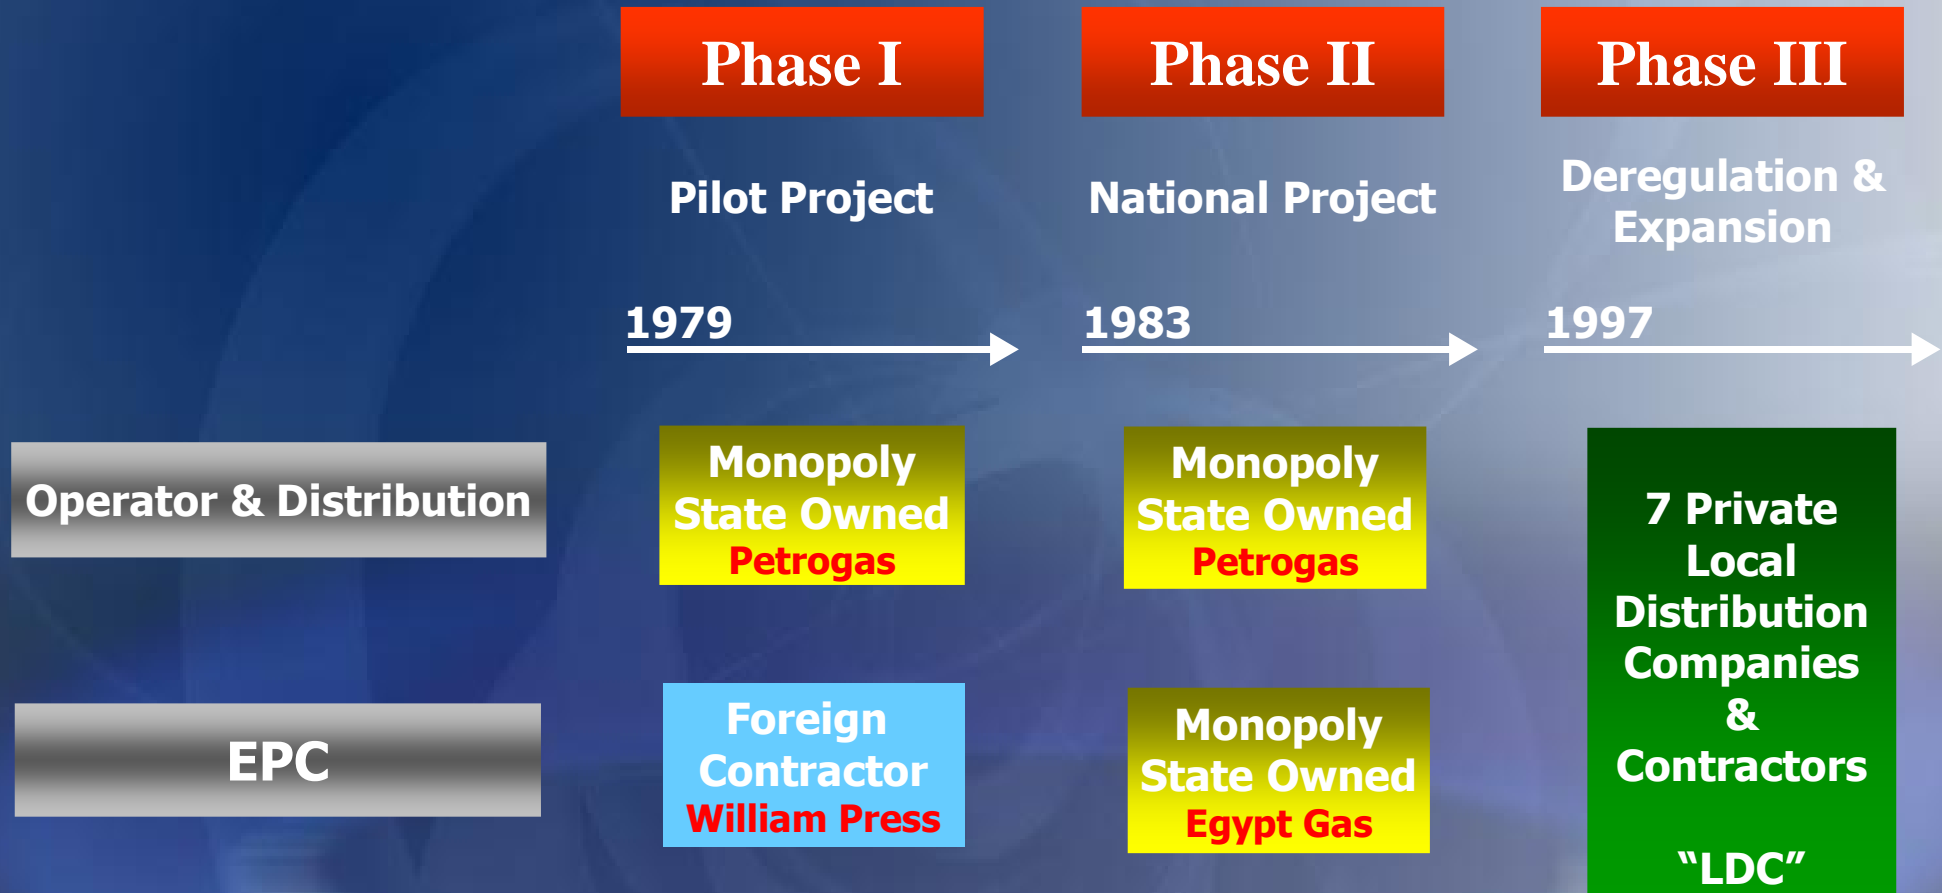 Phase I
Phase II
Phase III
Pilot Project
National Project
Deregulation &
Expansion
1979
1983
1997
Operator & Distribution
Monopoly
State Owned
Petrogas
Monopoly
State Owned
Petrogas
7 Private
Local
Distribution
Companies
&
Contractors
“LDC”
EPC
Foreign
Contractor
William Press
Monopoly
State Owned
Egypt Gas